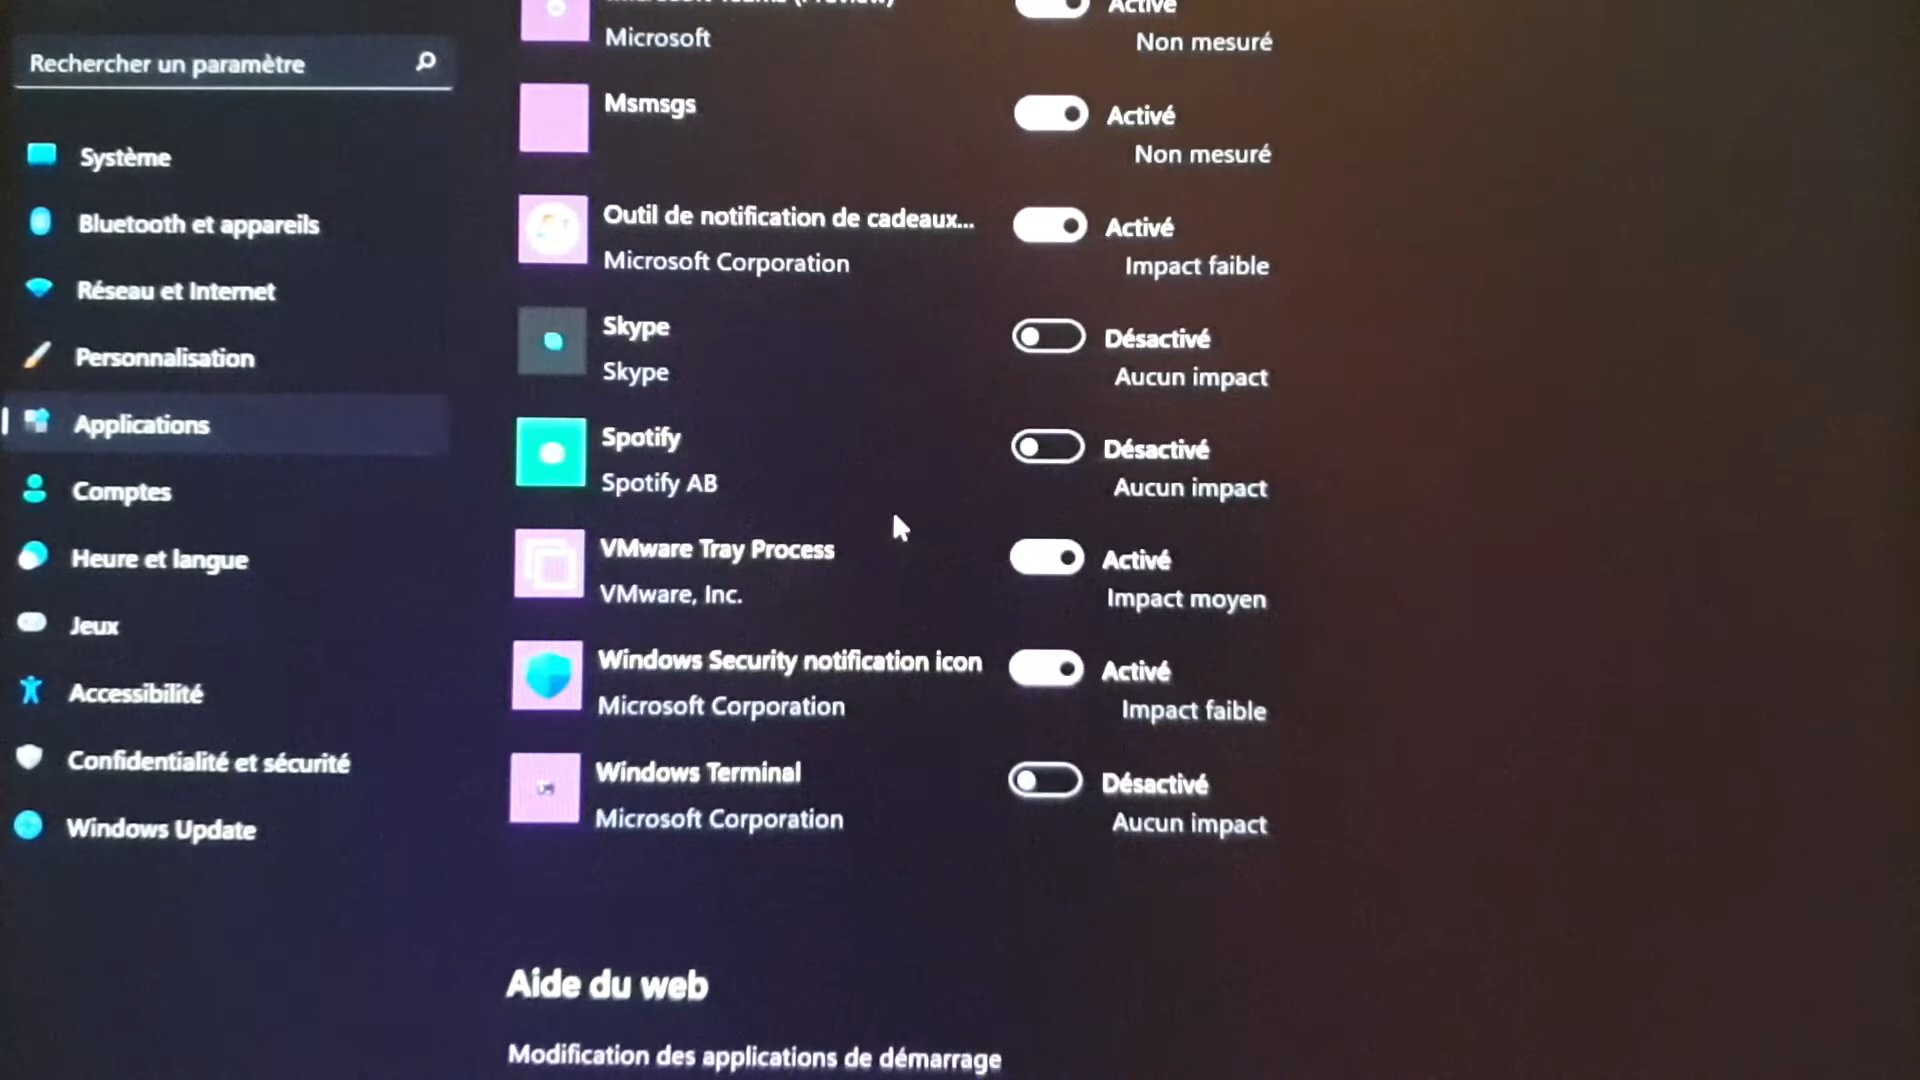 Rechercher un paramètre
Système
Bluetooth et appareils
Réseau et Internet
Personnalisation
Applications
Comptes
Heure et langue
Jeux
Accessibilité
Confidentialité et sécurité
Windows Update
Microsoft Teams (Preview)
Microsoft
Activé
Non mesuré
Msmsgs
Activé
Non mesuré
Outil de notification de cadeaux...
Microsoft Corporation
Activé
Impact faible
Skype
Skype
Désactivé
Aucun impact
Spotify
Spotify AB
Désactivé
Aucun impact
VMware Tray Process
VMware, Inc.
Activé
Impact moyen
Windows Security notification icon
Microsoft Corporation
Activé
Impact faible
Windows Terminal
Microsoft Corporation
Désactivé
Aucun impact
Aide du web
Modification des applications de démarrage